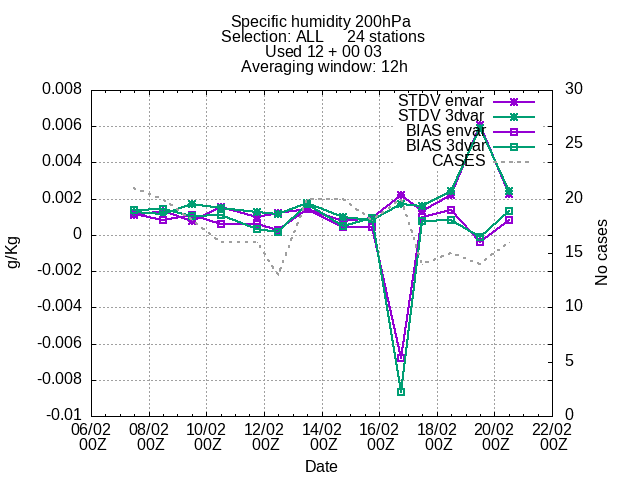 Specific humidity 200hPa
Selection: ALL 24 stations
Used 12 + 00 03
Averaging window: 12h
0.008
0.006
0.004
0.002
0
-0.002
-0.004
-0.006
-0.008
-0.01
g/Kg
STDV envar
STDV 3dvar
BIAS envar
BIAS 3dvar
CASES
30
25
20
15
10
5
0
No cases
06/02 08/02 10/02 12/02 14/02 16/02 18/02 20/02 22/02
00Z 00Z 00Z 00Z 00Z 00Z 00Z 00Z 00Z
Date